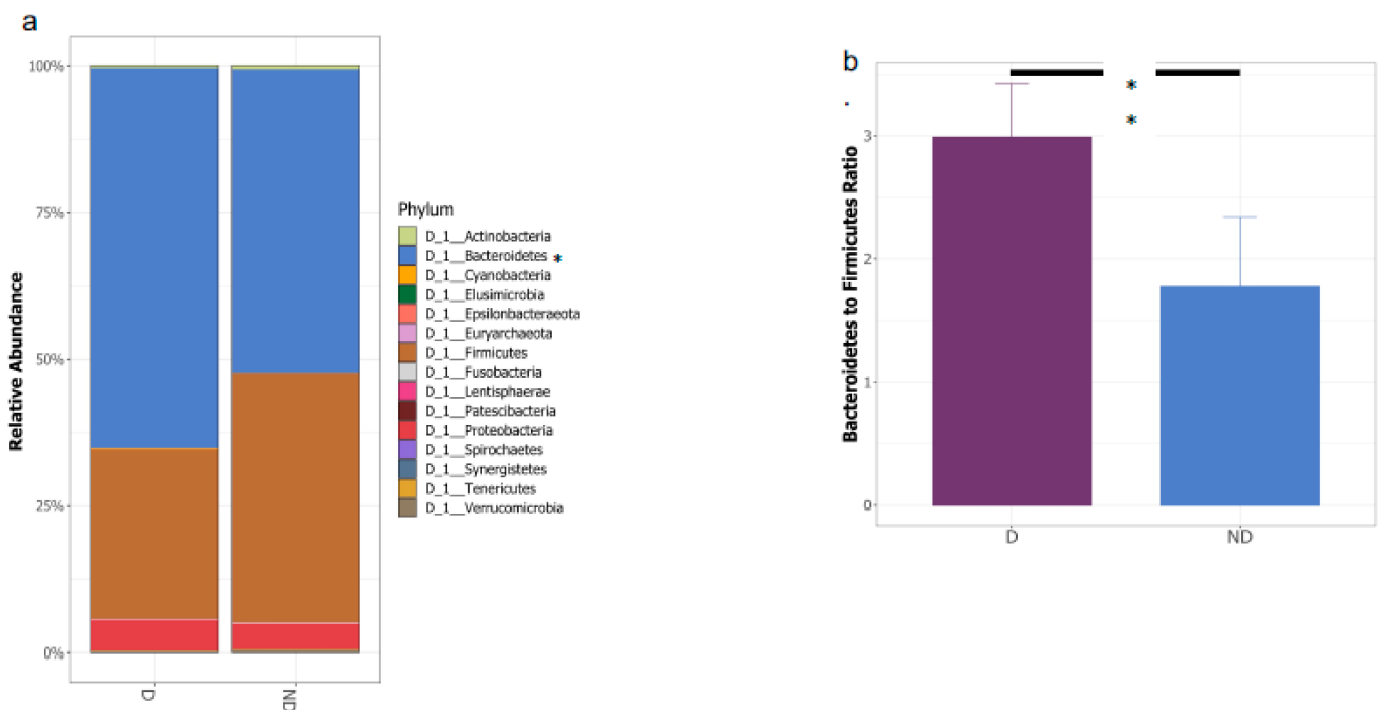 a
Relative Abundance
100%
75%
50%
25%
0%
D
ND
Phylum
D_1__Actinobacteria
D_1__Bacteroidetes *
D_1__Cyanobacteria
D_1__Elusimicrobia
D_1__Epsilonbacteraeota
D_1__Euryarchaeota
D_1__Firmicutes
D_1__Fusobacteria
D_1__Lentisphaerae
D_1__Patescibacteria
D_1__Proteobacteria
D_1__Spirochaetes
D_1__Synergistetes
D_1__Tenericutes
D_1__Verrucomicrobia
b
.
*
*
Bacteroidetes to Firmicutes Ratio
3
2
1
0
D
ND